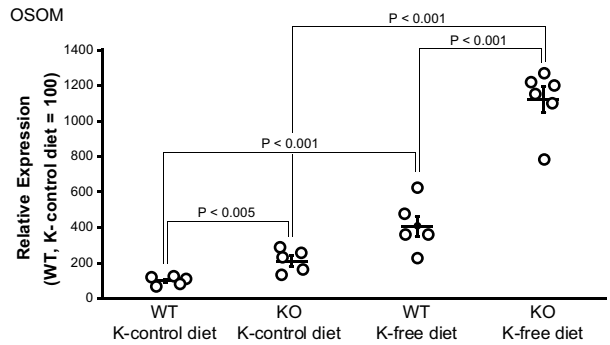 OSOM
P < 0.001
P < 0.001
P < 0.001
P < 0.005
Relative Expression
(WT, K- control diet = 100)
1400
1200
1000
800
600
400
200
0
WT
K-control diet
KO
K-control diet
WT
K-free diet
KO
K-free diet